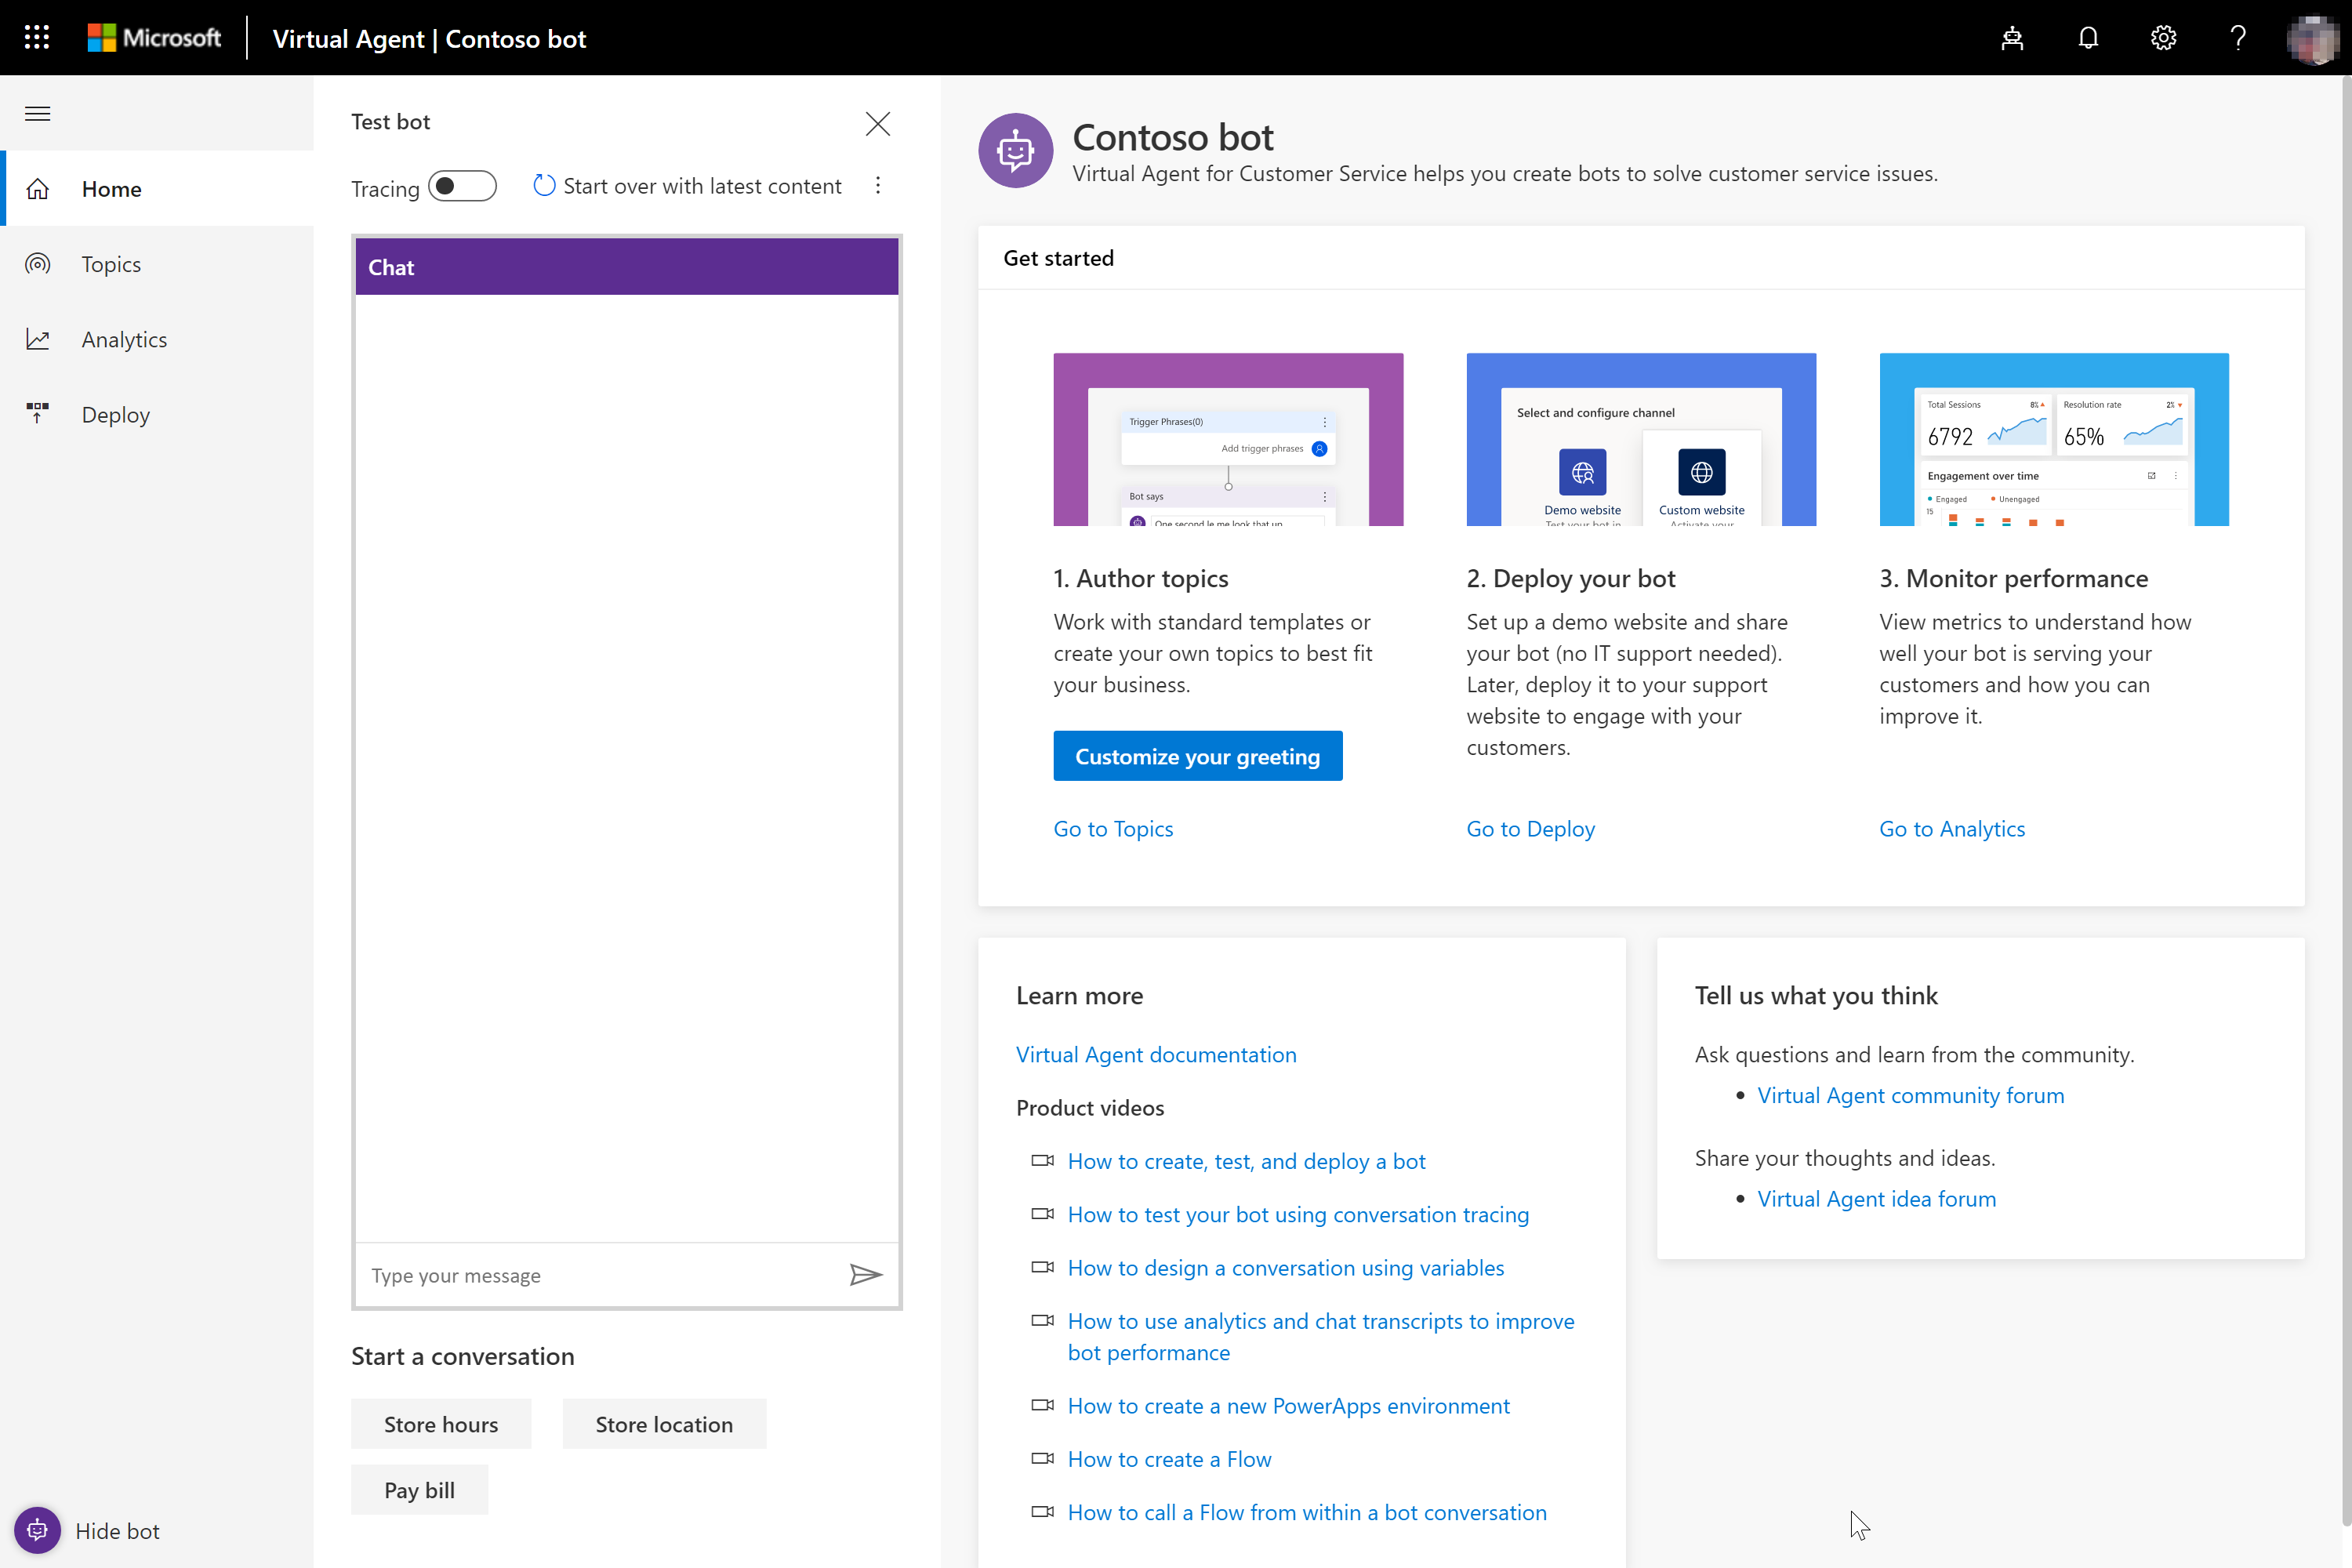 Microsoft
Virtual Agent | Contoso bot
Home
Topics
Analytics
Deploy
Hide bot
Test bot
Tracing
Start over with latest content
Chat
Type your message
Start a conversation
Store hours
Store location
Pay bill
Contoso bot
Virtual Agent for Customer Service helps you create bots to solve customer service issues.
Get started
Trigger Phrases(0)
Add trigger phrases
Bot says
One second le me look that up
1. Author topics
Work with standard templates or
create your own topics to best fit
your business.
Customize your greeting
Go to Topics
Select and configure channel
Demo website
Test your bot in
Custom website
Activate your
2. Deploy your bot
Set up a demo website and share
your bot (no IT support needed).
Later, deploy it to your support
website to engage with your
customers.
Go to Deploy
Total Sessions
8%
6792
Resolution rate
2%
65%
Engagement over time
Engaged
Unengaged
15
3. Monitor performance
View metrics to understand how
well your bot is serving your
customers and how you can
improve it.
Go to Analytics
Learn more
Virtual Agent documentation
Product videos
How to create, test, and deploy a bot
How to test your bot using conversation tracing
How to design a conversation using variables
How to use analytics and chat transcripts to improve
bot performance
How to create a new PowerApps environment
How to create a Flow
How to call a Flow from within a bot conversation
Tell us what you think
Ask questions and learn from the community.
• Virtual Agent community forum
Share your thoughts and ideas.
• Virtual Agent idea forum